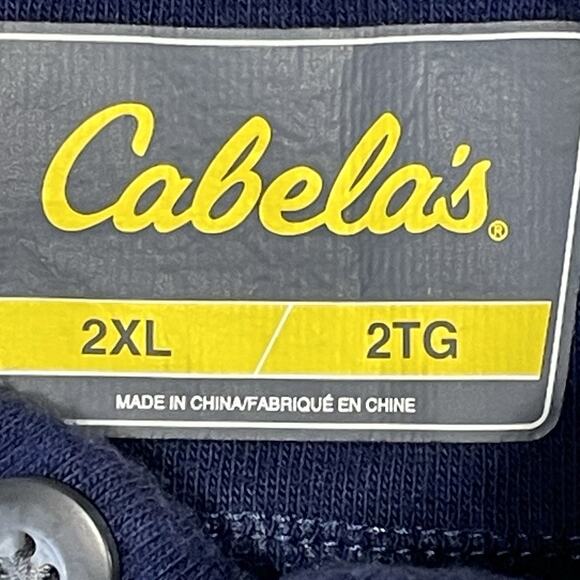 Cabela's®
2XL / 2TG
MADE IN CHINA/FABRIQUÉ EN CHINE